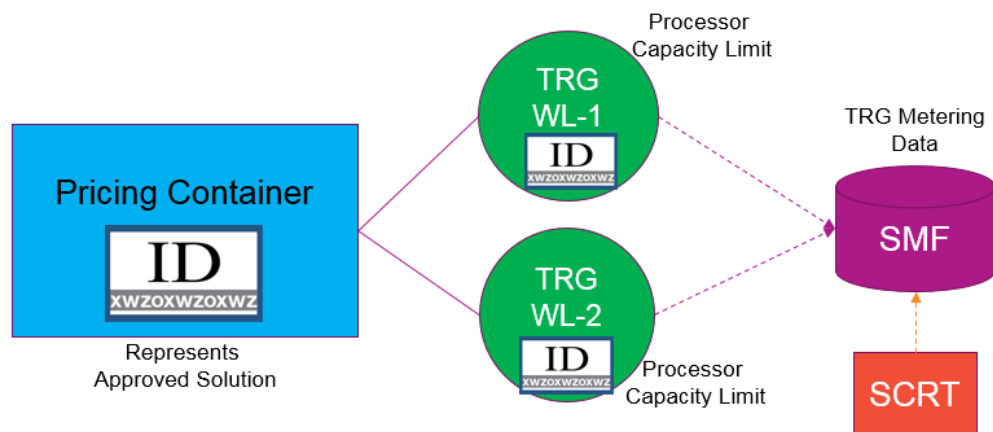 Pricing Container
ID
XWZOXWZOXWZ
Represents
Approved Solution
Processor
Capacity Limit
TRG
WL-1
ID
XWZOXWZOXWZ
TRG
WL-2
ID
XWZOXWZOXWZ
Processor
Capacity Limit
TRG Metering
Data
SMF
SCRT